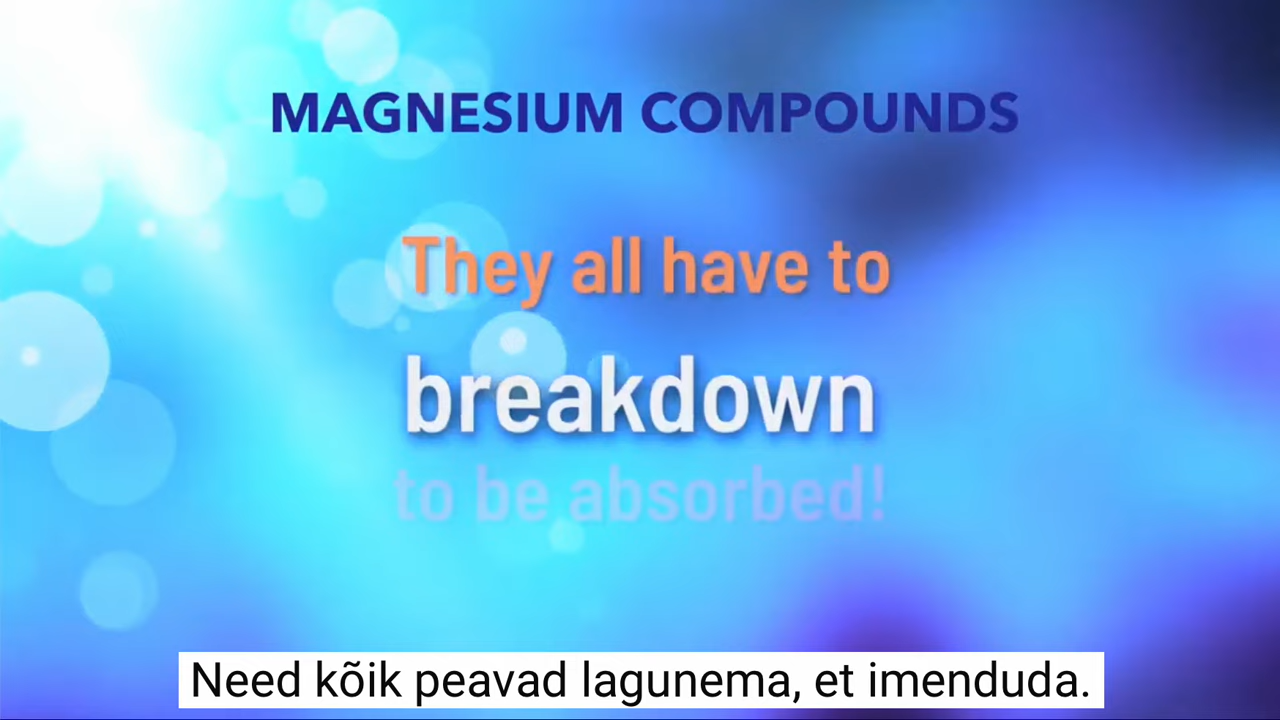 MAGNESIUM COMPOUNDS
They all have to
breakdown
to be absorbed!
Need kõik peavad lagunema, et imenduda.